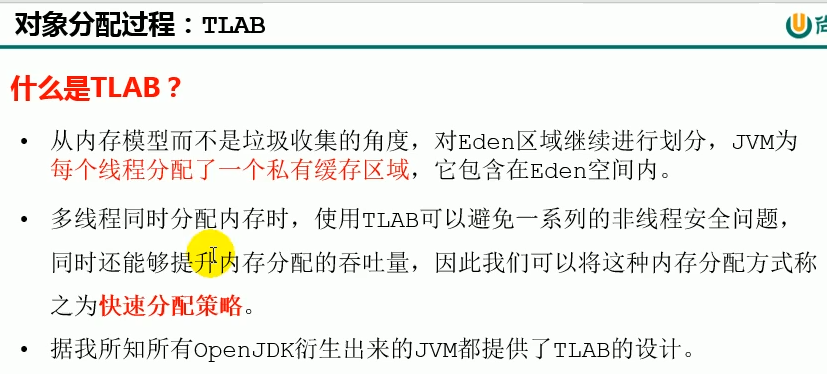 对象分配过程：TLAB
尚
什么是TLAB？
• 从内存模型而不是垃圾收集的角度，对Eden区域继续进行划分，JVM为
每个线程分配了一个私有缓存区域，它包含在Eden空间内。
• 多线程同时分配内存时，使用TLAB可以避免一系列的非线程安全问题，
同时还能够提升内存分配的吞吐量，因此我们可以将这种内存分配方式称
之为快速分配策略。
• 据我所知所有OpenJDK衍生出来的JVM都提供了TLAB的设计。